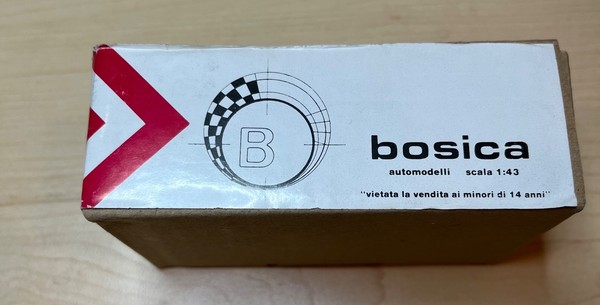 B
bosica
automodelli scala 1:43
"vietata la vendita ai minori di 14 anni"